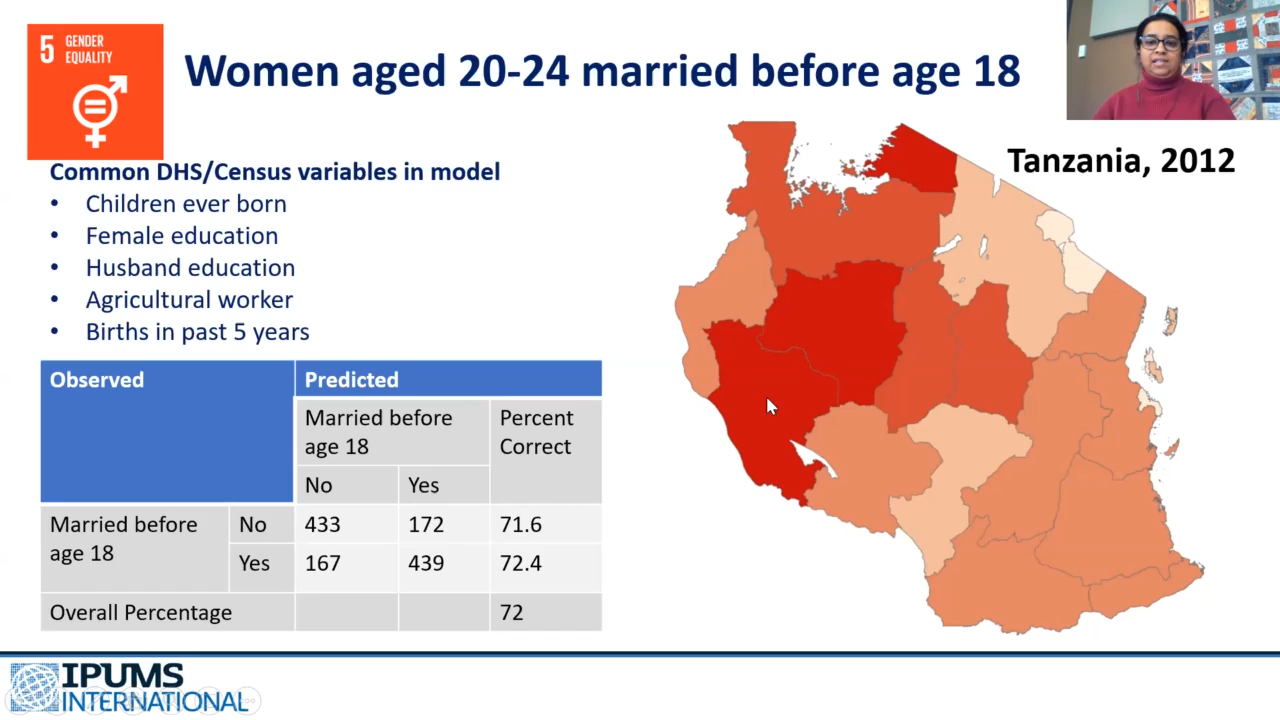 5 GENDER
EQUALITY
Women aged 20-24 married before age 18
Tanzania, 2012
Common DHS/Census variables in model
• Children ever born
• Female education
• Husband education
• Agricultural worker
• Births in past 5 years
Observed Predicted
Married before
age 18
Percent
Correct
No Yes
Married before
age 18
No 433 172 71.6
Yes 167 439 72.4
Overall Percentage 72
IPUMS
INTERNATIONAL